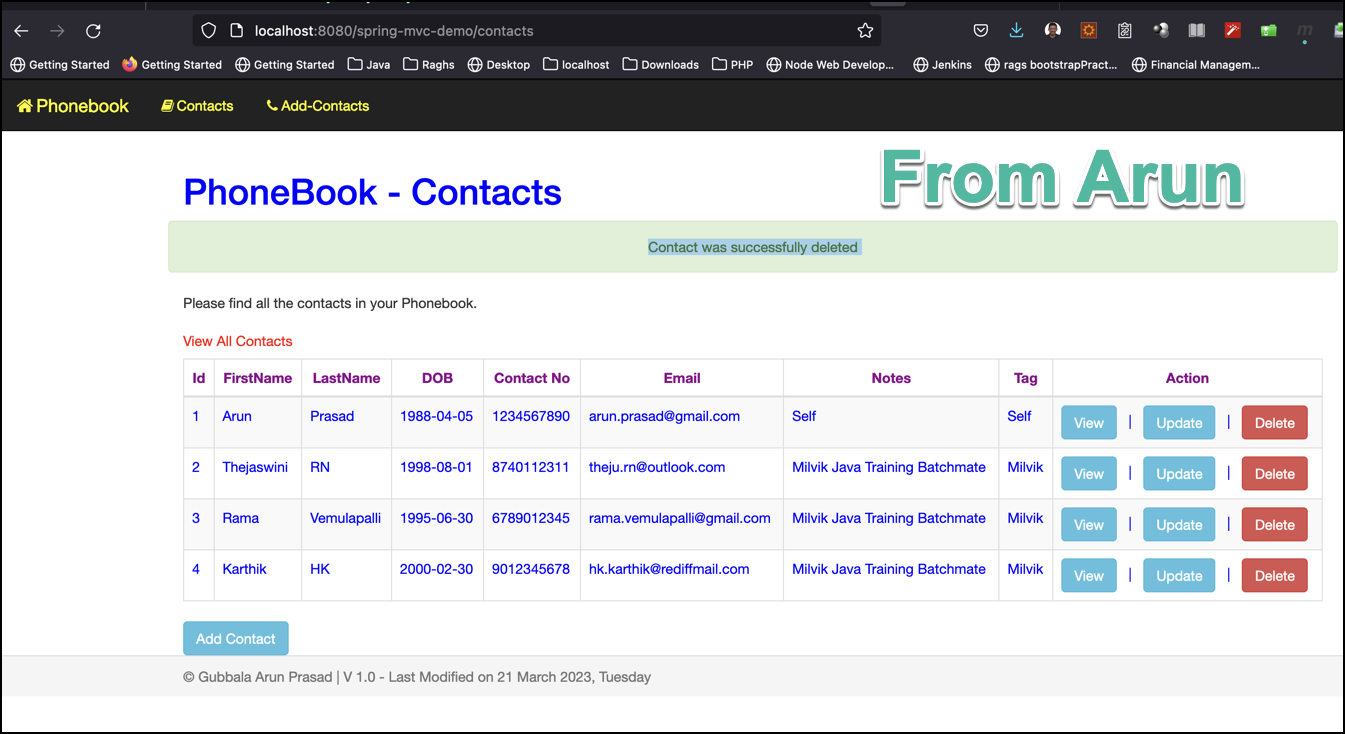 localhost:8080/spring-mvc-demo/contacts
Getting Started Getting Started Getting Started Java Raghs Desktop localhost Downloads PHP Node Web Develop... Jenkins rags bootstrapPract... Financial Managem...
Phonebook Contacts Add-Contacts
From Arun
PhoneBook - Contacts
Contact was successfully deleted
Please find all the contacts in your Phonebook.
View All Contacts
Id FirstName LastName DOB Contact No Email Notes Tag Action
1 Arun Prasad 1988-04-05 1234567890 arun.prasad@gmail.com Self Self View | Update | Delete
2 Thejaswini RN 1998-08-01 8740112311 theju.rn@outlook.com Milvik Java Training Batchmate Milvik View | Update | Delete
3 Rama Vemulapalli 1995-06-30 6789012345 rama.vemulapalli@gmail.com Milvik Java Training Batchmate Milvik View | Update | Delete
4 Karthik HK 2000-02-30 9012345678 hk.karthik@rediffmail.com Milvik Java Training Batchmate Milvik View | Update | Delete
Add Contact
© Gubbala Arun Prasad | V 1.0 - Last Modified on 21 March 2023, Tuesday